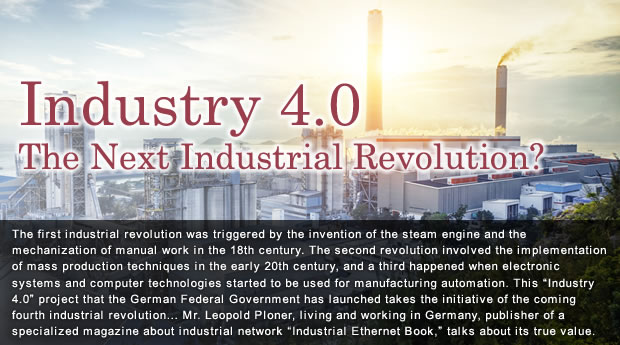 Industry 4.0
The Next Industrial Revolution?
The first industrial revolution was triggered by the invention of the steam engine and the
mechanization of manual work in the 18th century. The second revolution involved the implementation
of mass production techniques in the early 20th century, and a third happened when electronic
systems and computer technologies started to be used for manufacturing automation. This “Industry
4.0” project that the German Federal Government has launched takes the initiative of the coming
fourth industrial revolution... Mr. Leopold Ploner, living and working in Germany, publisher of a
specialized magazine about industrial network “Industrial Ethernet Book,” talks about its true value.